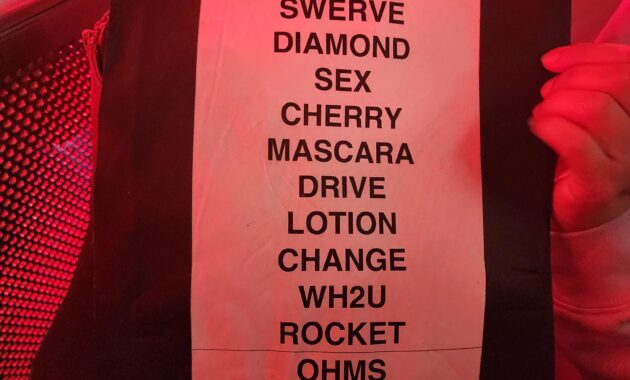 SWERVE
DIAMOND
SEX
CHERRY
MASCARA
DRIVE
LOTION
CHANGE
WH2U
ROCKET
OHMS